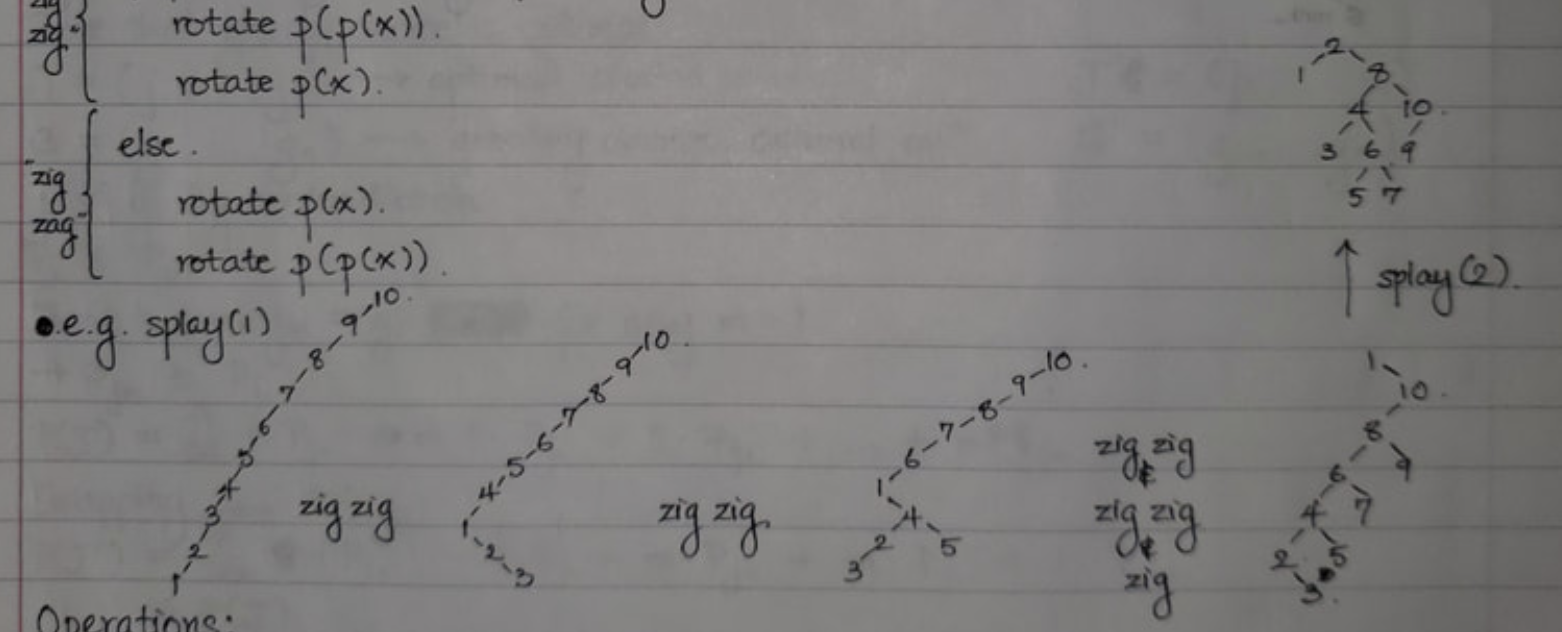 zig
zig
rotate p(p(x)).
rotate p(x).
else.
zig
zag
rotate p(x).
rotate p(p(x)).
•e.g. splay(1)
10.
9
8
7
6
5
4
3
2
1
zig zig
10.
9
8
7
6
5
4
1
2
3
zig zig
10.
9
8
7
6
1
4
2 5
3
zig zig
&
zig zig
&
zig
1
10.
8
6 9
4 7
2 5
3.
splay(2).
2
1 8
4 10.
3 6 9
5 7
Operations: